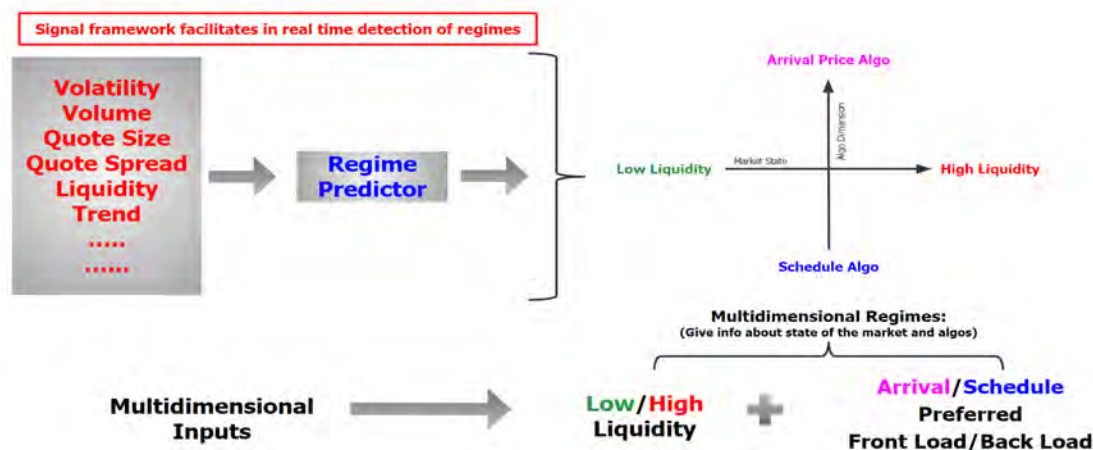 Signal framework facilitates in real time detection of regimes
Volatility
Volume
Quote Size
Quote Spread
Liquidity
Trend
.....
......
Regime
Predictor
Arrival Price Algo
Algo Dimension
Market State
Low Liquidity
High Liquidity
Schedule Algo
Multidimensional Regimes:
(Give info about state of the market and algos)
Multidimensional
Inputs
Low/High
Liquidity
Arrival/Schedule
Preferred
Front Load/Back Load